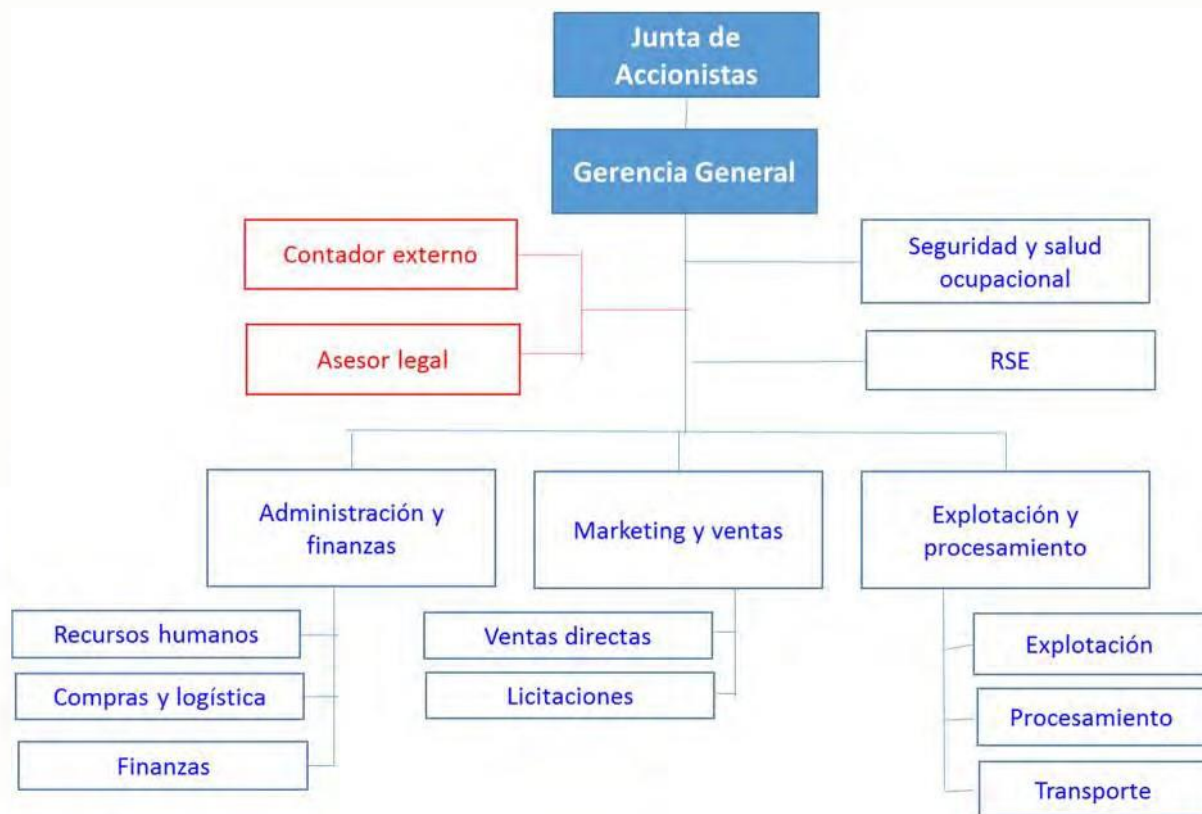 Junta de
Accionistas
Gerencia General
Contador externo
Seguridad y salud
ocupacional
Asesor legal
RSE
Administración y
finanzas
Marketing y ventas
Explotación y
procesamiento
Recursos humanos
Compras y logística
Finanzas
Ventas directas
Licitaciones
Explotación
Procesamiento
Transporte